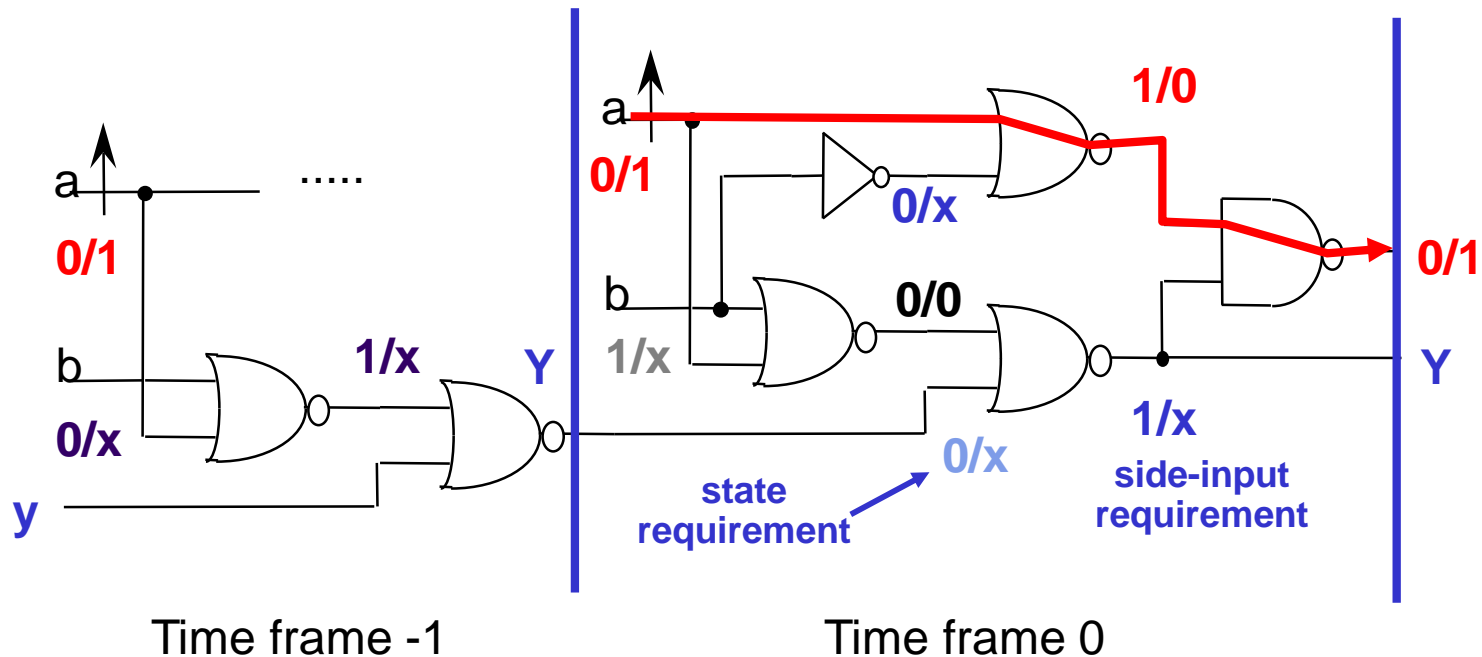 a
0/1
.....
b
0/x
1/x
y
Y
a
0/1
1/0
0/x
0/1
b
1/x
0/0
0/x
state
requirement
1/x
side-input
requirement
Y
Time frame -1
Time frame 0